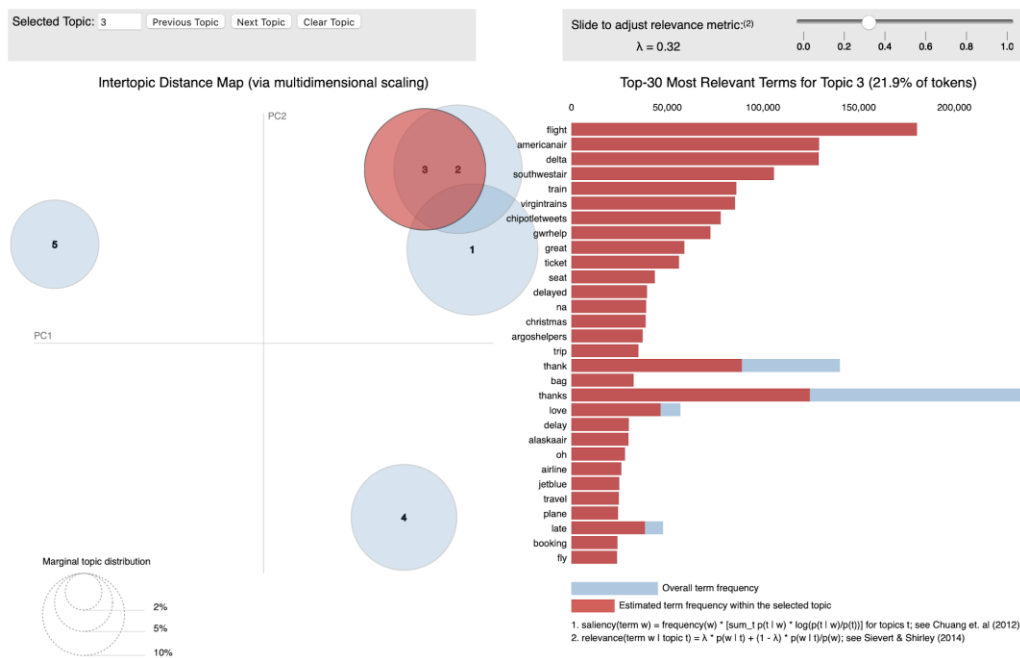 Selected Topic: 3 Previous Topic Next Topic Clear Topic
Slide to adjust relevance metric:(2)
λ = 0.32
0.0 0.2 0.4 0.6 0.8 1.0
Intertopic Distance Map (via multidimensional scaling)
PC2
PC1
3
2
1
5
4
Marginal topic distribution
2%
5%
10%
Top-30 Most Relevant Terms for Topic 3 (21.9% of tokens)
0 50,000 100,000 150,000 200,000
flight
americanair
delta
southwestair
train
virgintrains
chipotletweets
gwrhelp
great
ticket
seat
delayed
na
christmas
argoshelpers
trip
thank
bag
thanks
love
delay
alaskaair
oh
airline
jetblue
travel
plane
late
booking
fly
Overall term frequency
Estimated term frequency within the selected topic
1. saliency(term w) = frequency(w) * [sum_t p(t | w) * log(p(t | w)/p(t))] for topics t; see Chuang et. al (2012)
2. relevance(term w | topic t) = λ * p(w | t) + (1 - λ) * p(w | t)/p(w); see Sievert & Shirley (2014)